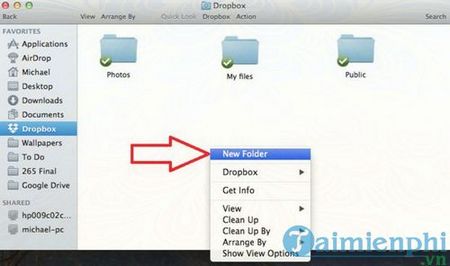 Dropbox
Back View Arrange By Quick Look Dropbox Action Share Search
FAVORITES
Applications
AirDrop
Michael
Desktop
Downloads
Documents
Dropbox
Wallpapers
To Do
265 Final
Google Drive
SHARED
hp009c02c...
michael-pc
Photos
My files
Public
New Folder
Dropbox
Get Info
View
Clean Up
Clean Up By
Arrange By
Show View Options
Taimienphi
.vn